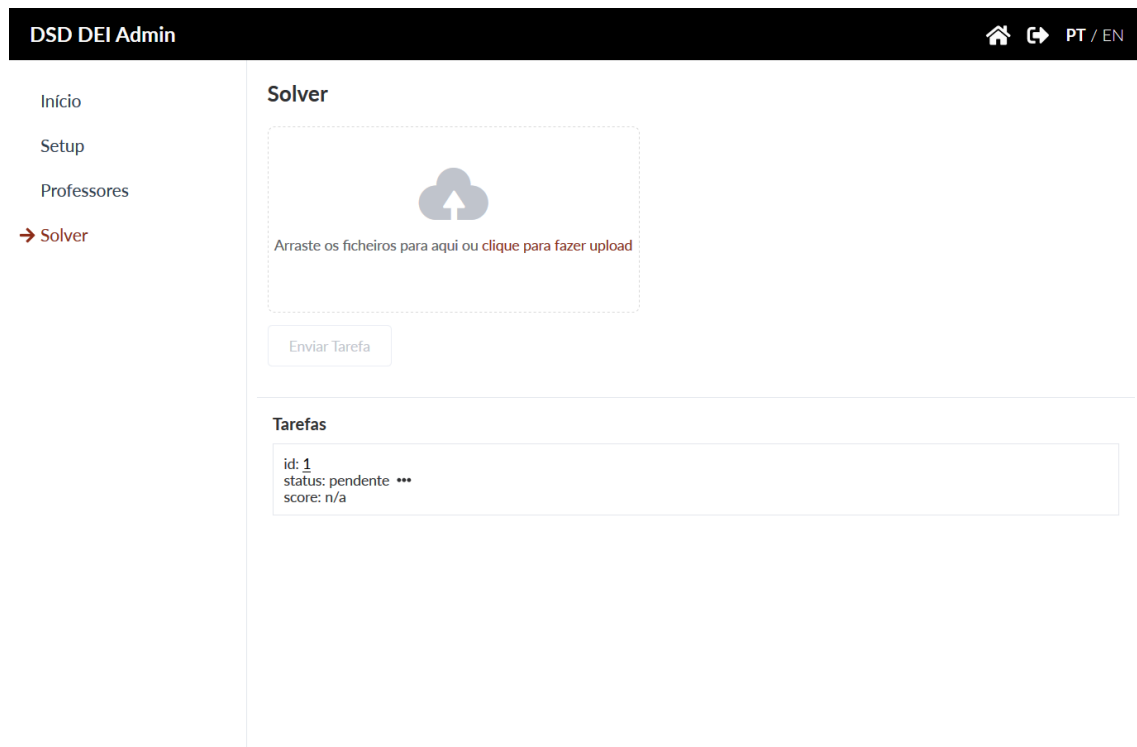 DSD DEI Admin
PT / EN
Início
Setup
Professores
Solver
Solver
Arraste os ficheiros para aqui ou clique para fazer upload
Enviar Tarefa
Tarefas
id: 1
status: pendente •••
score: n/a